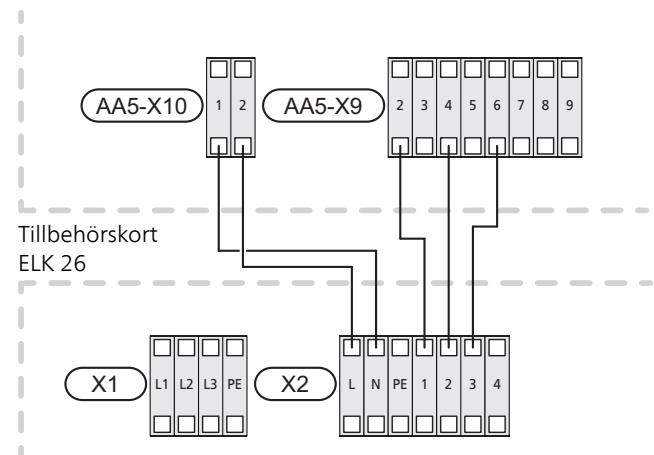 AA5-X10 1 2 AA5-X9 2 3 4 5 6 7 8 9
Tillbehörskort
ELK 26
X1 L1 L2 L3 PE X2 L N PE 1 2 3 4